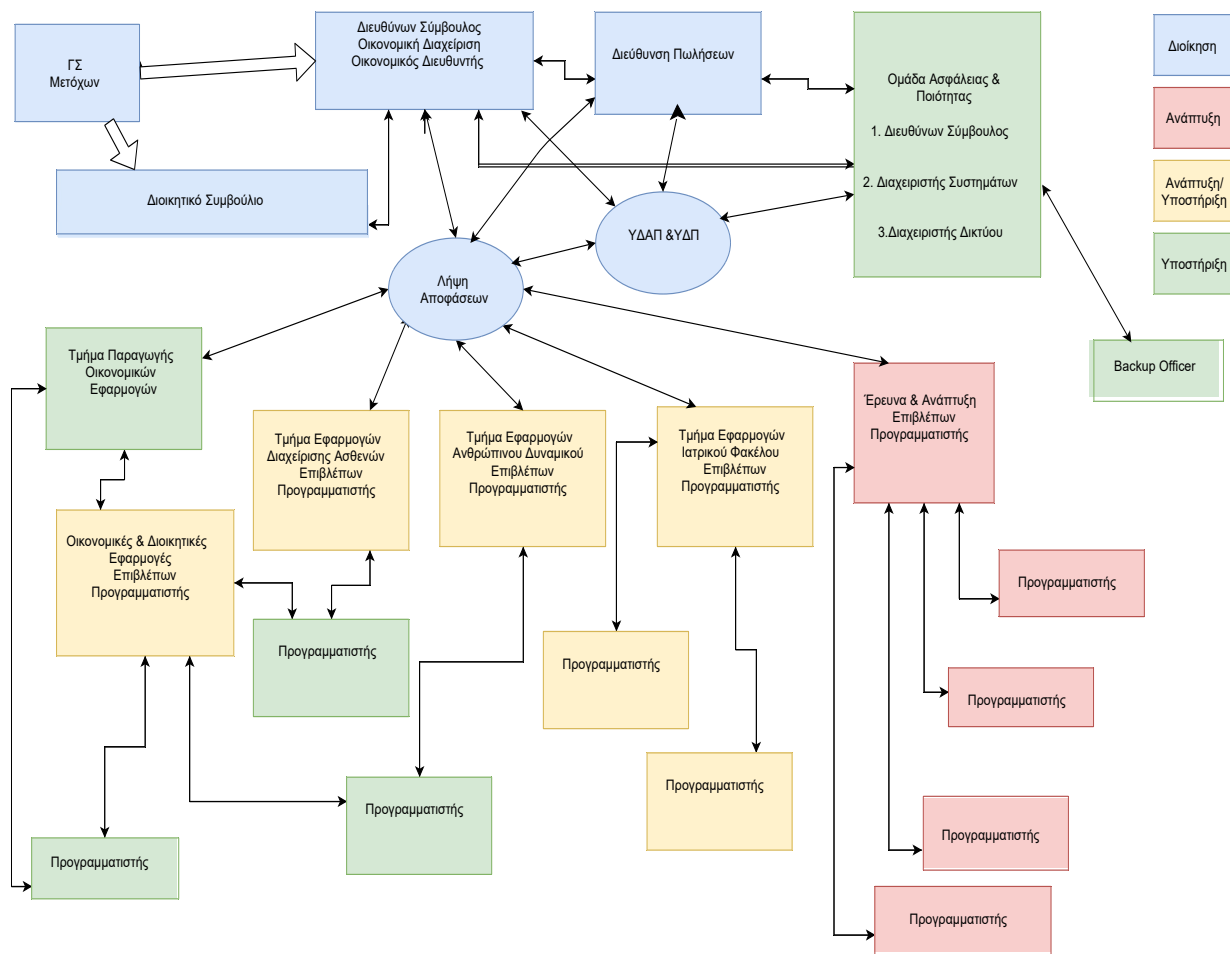 ΓΣ
Μετόχων
Διευθύνων Σύμβουλος
Οικονομική Διαχείριση
Οικονομικός Διευθυντής
Διεύθυνση Πωλήσεων
Ομάδα Ασφάλειας &
Ποιότητας
1. Διευθύνων Σύμβουλος
2. Διαχειριστής Συστημάτων
3.Διαχειριστής Δικτύου
Διοίκηση
Ανάπτυξη
Ανάπτυξη/
Υποστήριξη
Υποστήριξη
Διοικητικό Συμβούλιο
ΥΔΑΠ &ΥΔΠ
Λήψη
Αποφάσεων
Backup Officer
Τμήμα Παραγωγής
Οικονομικών
Εφαρμογών
Τμήμα Εφαρμογών
Διαχείρισης Ασθενών
Επιβλέπων
Προγραμματιστής
Τμήμα Εφαρμογών
Ανθρώπινου Δυναμικού
Επιβλέπων
Προγραμματιστής
Τμήμα Εφαρμογών
Ιατρικού Φακέλου
Επιβλέπων
Προγραμματιστής
Έρευνα & Ανάπτυξη
Επιβλέπων
Προγραμματιστής
Οικονομικές & Διοικητικές
Εφαρμογές
Επιβλέπων
Προγραμματιστής
Προγραμματιστής
Προγραμματιστής
Προγραμματιστής
Προγραμματιστής
Προγραμματιστής
Προγραμματιστής
Προγραμματιστής
Προγραμματιστής
Προγραμματιστής